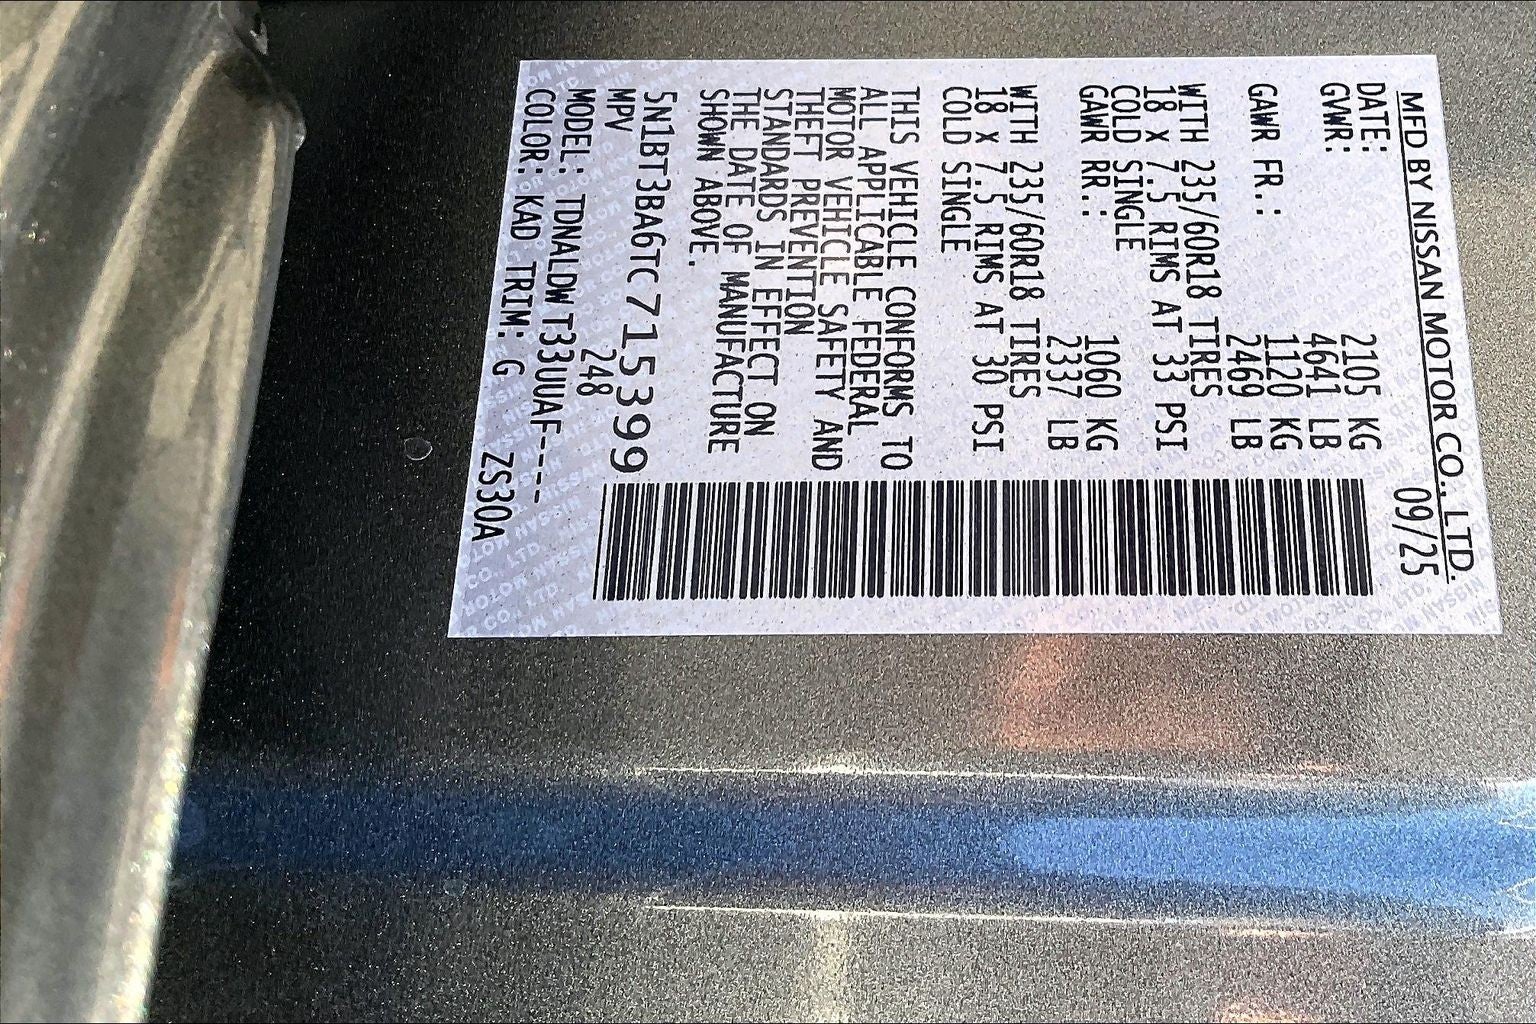 MFD BY NISSAN MOTOR CO., LTD.
DATE: 09/25
GVWR: 2105 KG
4641 LB
GAWR FR.: 1120 KG
2469 LB
WITH 235/60R18 TIRES
18 X 7.5 RIMS AT 33 PSI
COLD SINGLE
GAWR RR.: 1060 KG
2337 LB
WITH 235/60R18 TIRES
18 X 7.5 RIMS AT 30 PSI
COLD SINGLE
THIS VEHICLE CONFORMS TO
ALL APPLICABLE FEDERAL
MOTOR VEHICLE SAFETY AND
THEFT PREVENTION
STANDARDS IN EFFECT ON
THE DATE OF MANUFACTURE
SHOWN ABOVE.
5N1BT3BA6TC715399
MPV 248
MODEL: TDNALDW T33UUAF----
COLOR: KAD TRIM: G ZS30A